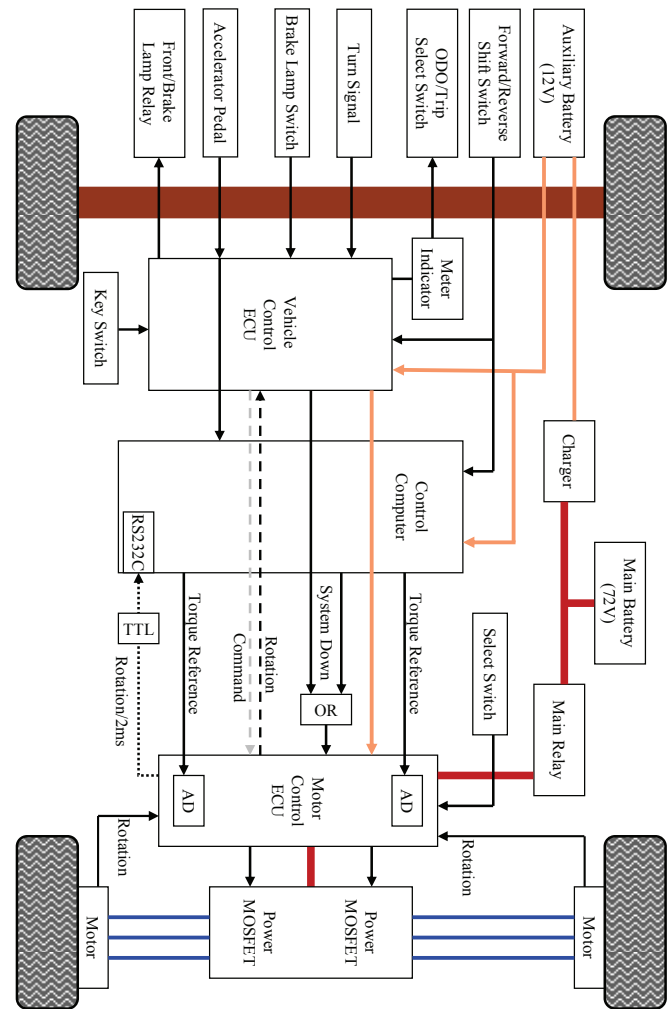 Front/Brake
Lamp Relay
Accelerator Pedal
Brake Lamp Switch
Turn Signal
ODO/Trip
Select Switch
Forward/Reverse
Shift Switch
Auxiliary Battery
(12V)
Key Switch
Vehicle
Control
ECU
Meter
Indicator
Control
Computer
RS232C
Charger
Main Battery
(72V)
TTL
Rotation/2ms
Torque Reference
Command
Rotation
System Down
OR
Torque Reference
Select Switch
Main Relay
AD
Motor
Control
ECU
AD
Rotation
Rotation
Power
MOSFET
Power
MOSFET
Motor
Motor